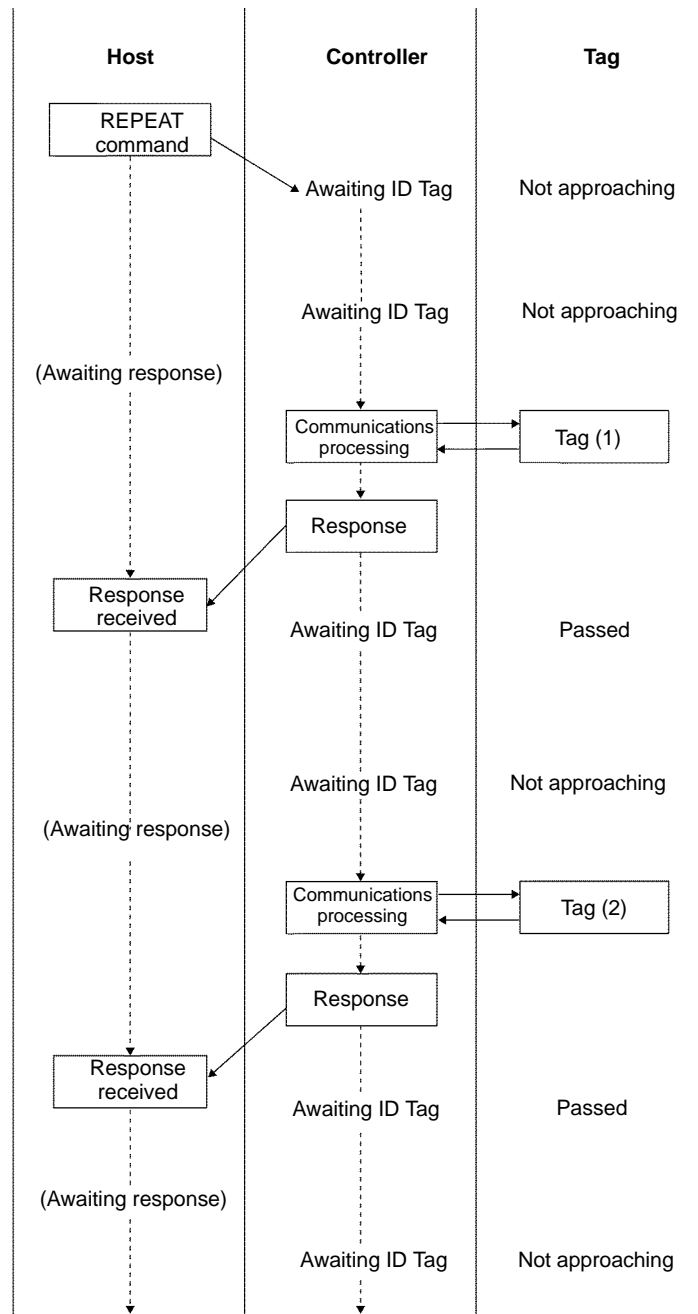 Host Controller Tag
REPEAT
command
Awaiting ID Tag Not approaching
Awaiting ID Tag Not approaching
(Awaiting response)
Communications
processing
Tag (1)
Response
Response
received
Awaiting ID Tag Passed
Awaiting ID Tag Not approaching
(Awaiting response)
Communications
processing
Tag (2)
Response
Response
received
Awaiting ID Tag Passed
(Awaiting response)
Awaiting ID Tag Not approaching